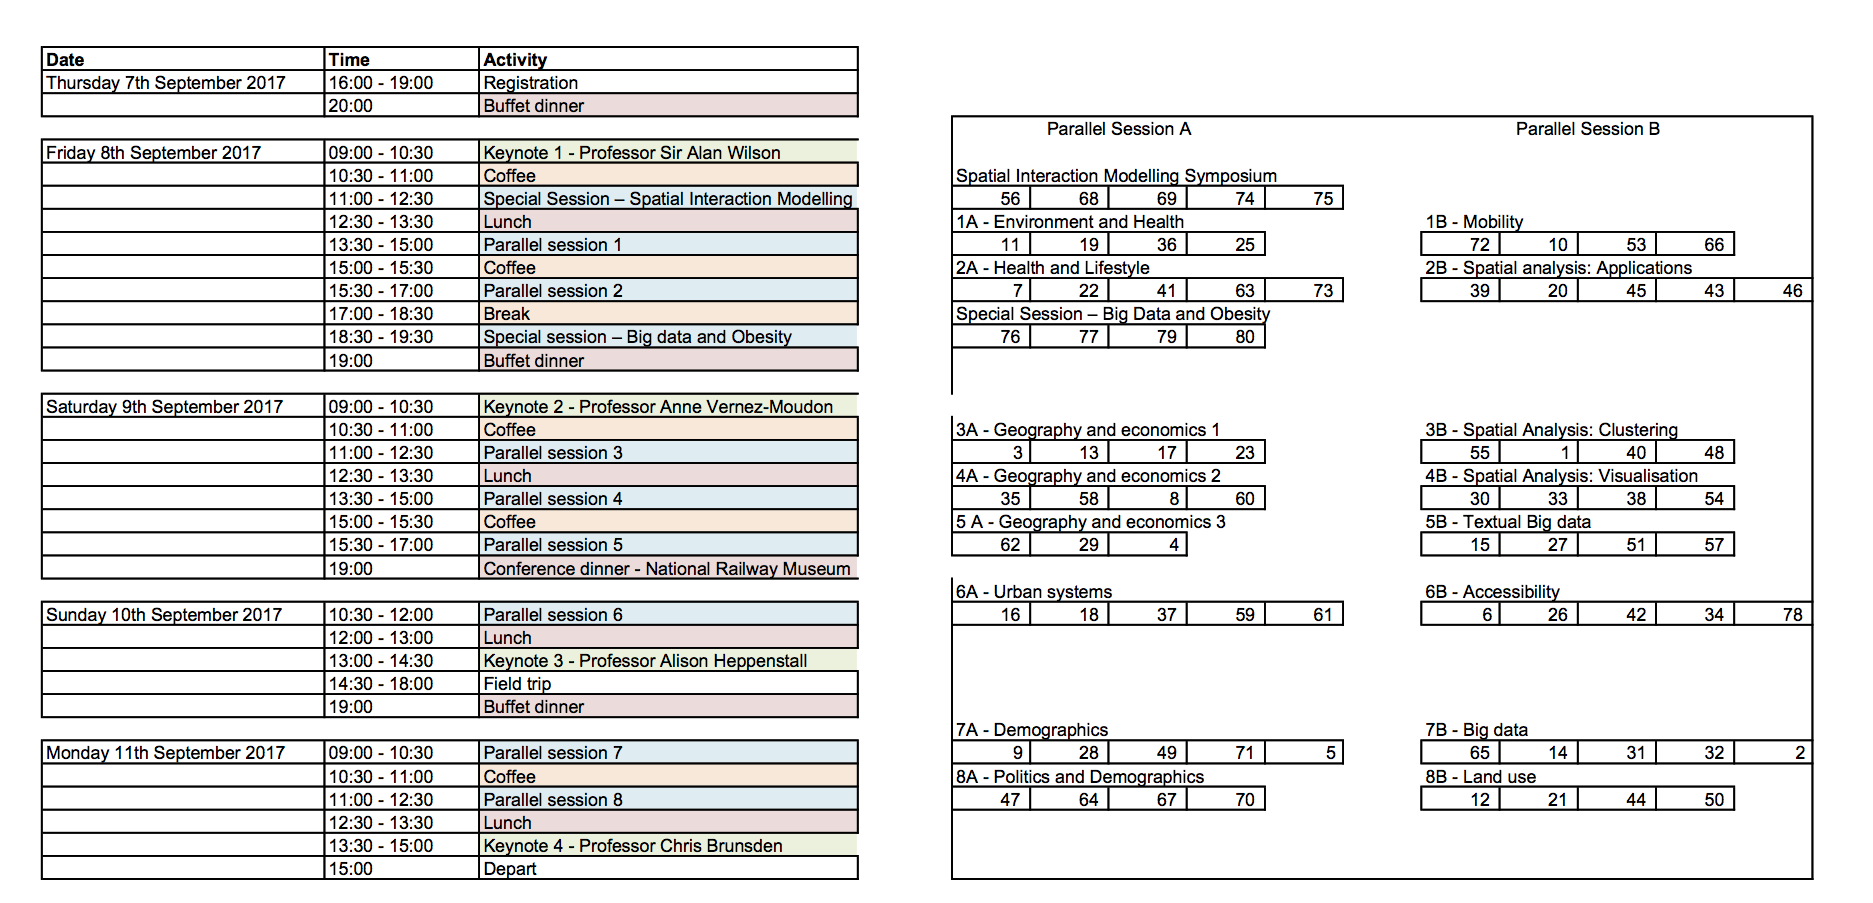 Date Time Activity
Thursday 7th September 2017 16:00 - 19:00 Registration
20:00 Buffet dinner
Friday 8th September 2017 09:00 - 10:30 Keynote 1 - Professor Sir Alan Wilson
10:30 - 11:00 Coffee
11:00 - 12:30 Special Session – Spatial Interaction Modelling
12:30 - 13:30 Lunch
13:30 - 15:00 Parallel session 1
15:00 - 15:30 Coffee
15:30 - 17:00 Parallel session 2
17:00 - 18:30 Break
18:30 - 19:30 Special session – Big data and Obesity
19:00 Buffet dinner
Saturday 9th September 2017 09:00 - 10:30 Keynote 2 - Professor Anne Vernez-Moudon
10:30 - 11:00 Coffee
11:00 - 12:30 Parallel session 3
12:30 - 13:30 Lunch
13:30 - 15:00 Parallel session 4
15:00 - 15:30 Coffee
15:30 - 17:00 Parallel session 5
19:00 Conference dinner - National Railway Museum
Sunday 10th September 2017 10:30 - 12:00 Parallel session 6
12:00 - 13:00 Lunch
13:00 - 14:30 Keynote 3 - Professor Alison Heppenstall
14:30 - 18:00 Field trip
19:00 Buffet dinner
Monday 11th September 2017 09:00 - 10:30 Parallel session 7
10:30 - 11:00 Coffee
11:00 - 12:30 Parallel session 8
12:30 - 13:30 Lunch
13:30 - 15:00 Keynote 4 - Professor Chris Brunsden
15:00 Depart
Parallel Session A Parallel Session B
Spatial Interaction Modelling Symposium
56 68 69 74 75
1A - Environment and Health 1B - Mobility
11 19 36 25 72 10 53 66
2A - Health and Lifestyle 2B - Spatial analysis: Applications
7 22 41 63 73 39 20 45 43 46
Special Session – Big Data and Obesity
76 77 79 80
3A - Geography and economics 1 3B - Spatial Analysis: Clustering
3 13 17 23 55 1 40 48
4A - Geography and economics 2 4B - Spatial Analysis: Visualisation
35 58 8 60 30 33 38 54
5 A - Geography and economics 3 5B - Textual Big data
62 29 4 15 27 51 57
6A - Urban systems 6B - Accessibility
16 18 37 59 61 6 26 42 34 78
7A - Demographics 7B - Big data
9 28 49 71 5 65 14 31 32 2
8A - Politics and Demographics 8B - Land use
47 64 67 70 12 21 44 50